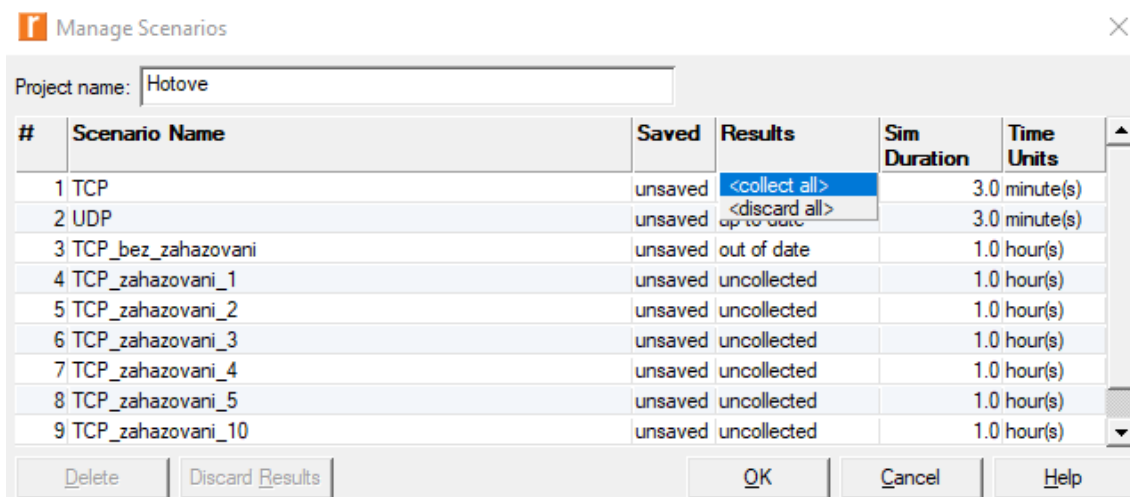 Manage Scenarios
Project name: Hotove
# Scenario Name Saved Results Sim Duration Time Units
1 TCP unsaved <collect all> 3.0 minute(s)
<discard all>
2 UDP unsaved up to date 3.0 minute(s)
3 TCP_bez_zahazovani unsaved out of date 1.0 hour(s)
4 TCP_zahazovani_1 unsaved uncollected 1.0 hour(s)
5 TCP_zahazovani_2 unsaved uncollected 1.0 hour(s)
6 TCP_zahazovani_3 unsaved uncollected 1.0 hour(s)
7 TCP_zahazovani_4 unsaved uncollected 1.0 hour(s)
8 TCP_zahazovani_5 unsaved uncollected 1.0 hour(s)
9 TCP_zahazovani_10 unsaved uncollected 1.0 hour(s)
Delete Discard Results OK Cancel Help